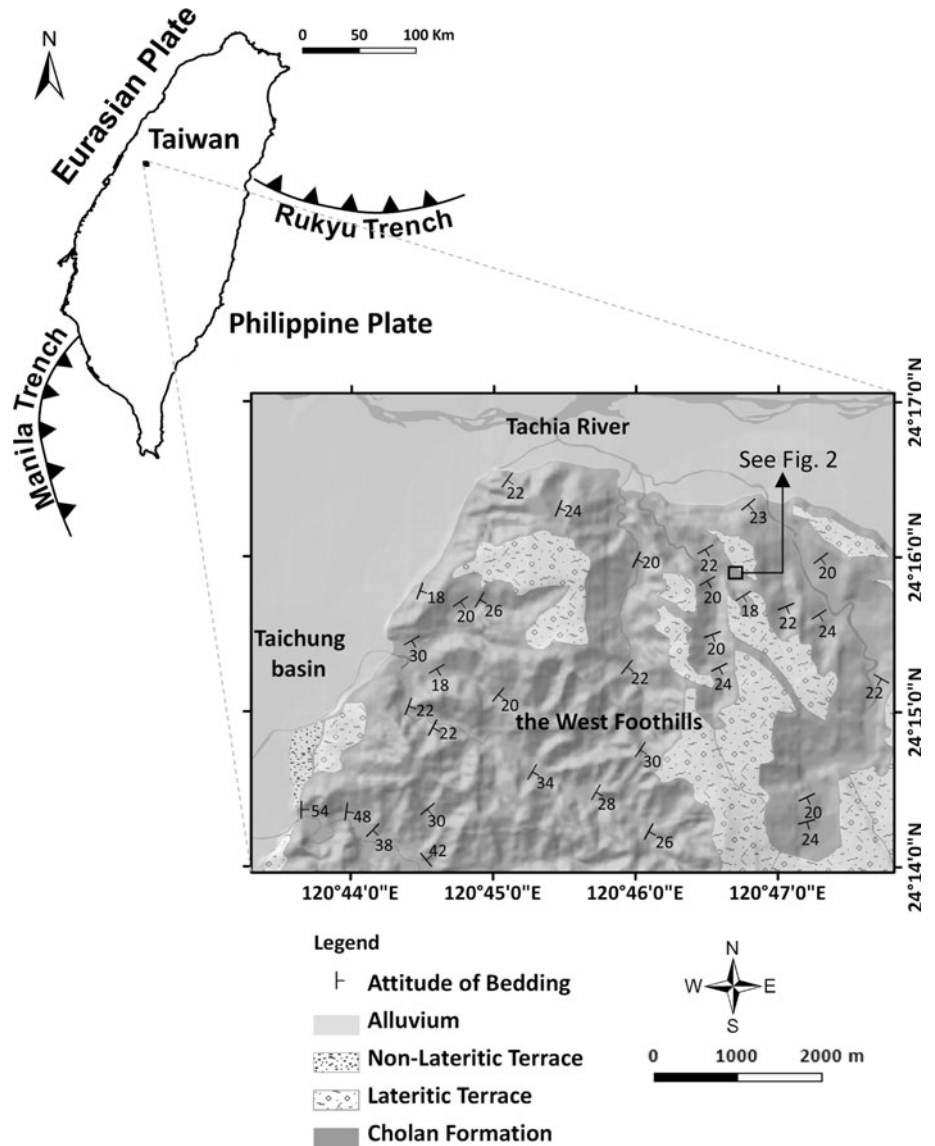 N
0 50 100 Km
Eurasian Plate
Taiwan
Rukyu Trench
Philippine Plate
Manila Trench
Tachia River
See Fig. 2
22
24
23
20
22
20
18
20
26
20
18
22
24
Taichung
basin
30
18
20
24
22
22
22
20
22
the West Foothills
30
34
28
20
54
48
30
38
42
26
24
24°17'0"N
24°16'0"N
24°15'0"N
24°14'0"N
120°44'0"E 120°45'0"E 120°46'0"E 120°47'0"E
Legend
Attitude of Bedding
Alluvium
Non-Lateritic Terrace
Lateritic Terrace
Cholan Formation
N
W E
S
0 1000 2000 m